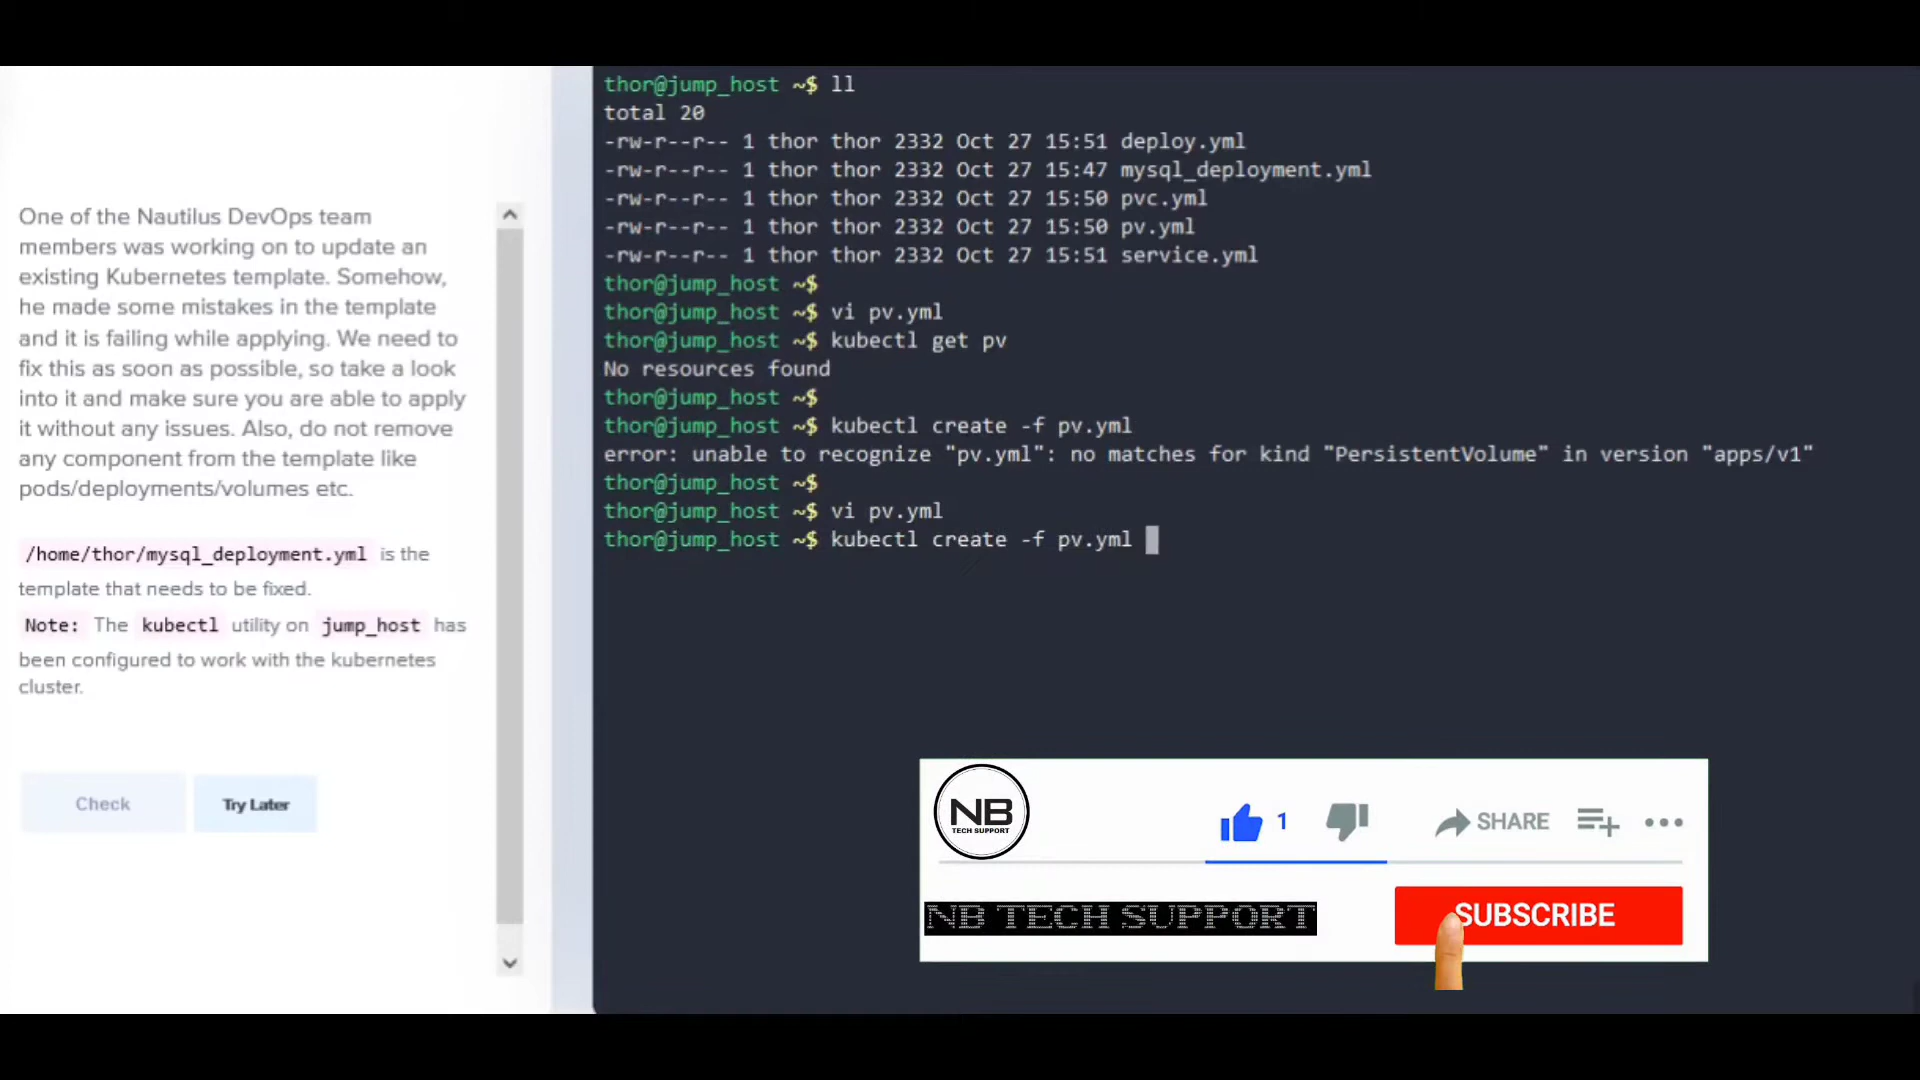 One of the Nautilus DevOps team
members was working on to update an
existing Kubernetes template. Somehow,
he made some mistakes in the template
and it is failing while applying. We need to
fix this as soon as possible, so take a look
into it and make sure you are able to apply
it without any issues. Also, do not remove
any component from the template like
pods/deployments/volumes etc.
/home/thor/mysql_deployment.yml is the
template that needs to be fixed.
Note: The kubectl utility on jump_host has
been configured to work with the kubernetes
cluster.
Check
Try Later
thor@jump_host ~$ ll
total 20
-rw-r--r-- 1 thor thor 2332 Oct 27 15:51 deploy.yml
-rw-r--r-- 1 thor thor 2332 Oct 27 15:47 mysql_deployment.yml
-rw-r--r-- 1 thor thor 2332 Oct 27 15:50 pvc.yml
-rw-r--r-- 1 thor thor 2332 Oct 27 15:50 pv.yml
-rw-r--r-- 1 thor thor 2332 Oct 27 15:51 service.yml
thor@jump_host ~$
thor@jump_host ~$ vi pv.yml
thor@jump_host ~$ kubectl get pv
No resources found
thor@jump_host ~$
thor@jump_host ~$ kubectl create -f pv.yml
error: unable to recognize "pv.yml": no matches for kind "PersistentVolume" in version "apps/v1"
thor@jump_host ~$
thor@jump_host ~$ vi pv.yml
thor@jump_host ~$ kubectl create -f pv.yml
NB
TECH SUPPORT
1
SHARE
NB TECH SUPPORT
SUBSCRIBE